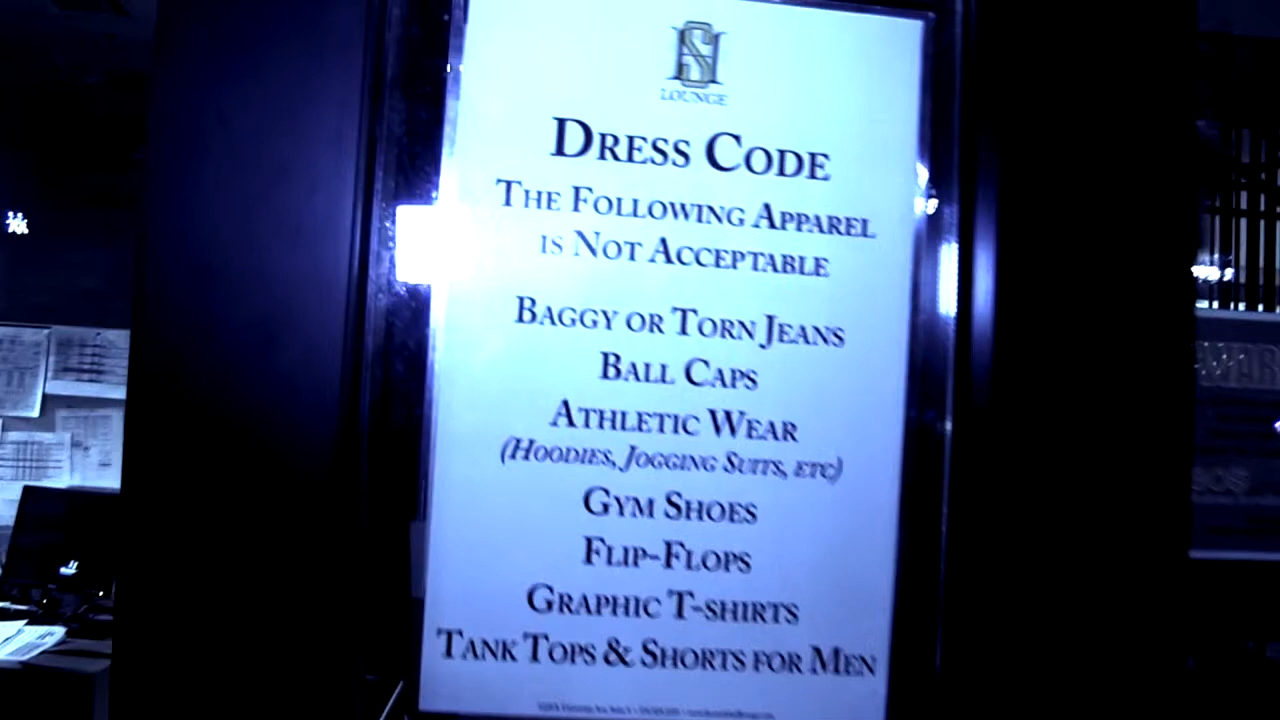 SH
LOUNGE
DRESS CODE
THE FOLLOWING APPAREL
IS NOT ACCEPTABLE
BAGGY OR TORN JEANS
BALL CAPS
ATHLETIC WEAR
(HOODIES, JOGGING SUITS, ETC)
GYM SHOES
FLIP-FLOPS
GRAPHIC T-SHIRTS
TANK TOPS & SHORTS FOR MEN